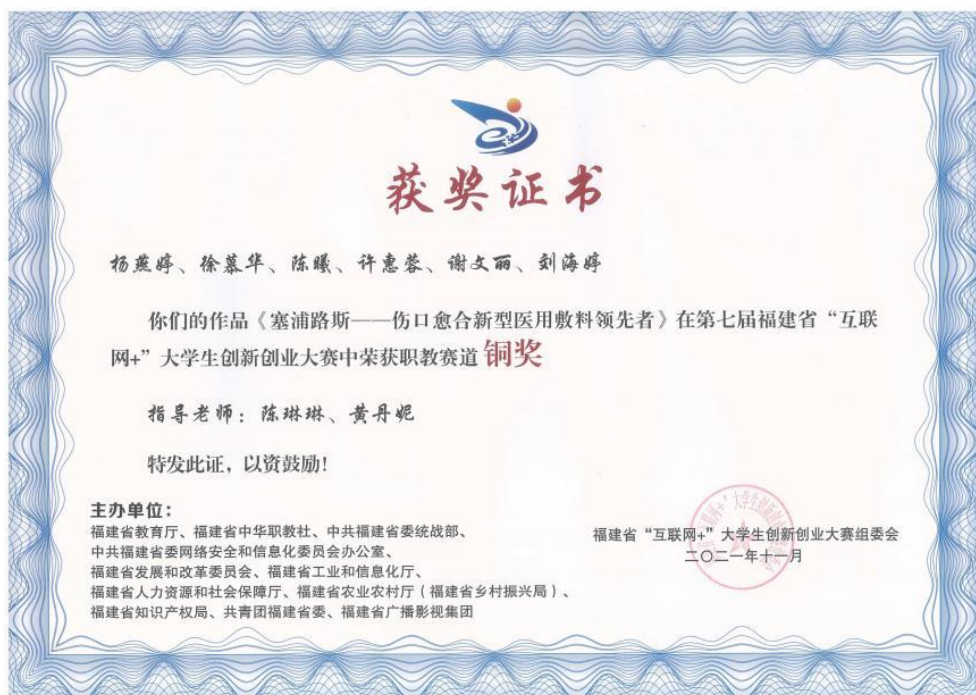 获奖证书
杨燕婷、徐慕华、陈曦、许惠蓉、谢文丽、刘海婷
你们的作品《塞浦路斯——伤口愈合新型医用敷料领先者》在第七届福建省“互联
网+”大学生创新创业大赛中荣获职教赛道 铜奖
指导老师：陈琳琳、黄丹妮
特发此证，以资鼓励！
主办单位：
福建省教育厅、福建省中华职教社、中共福建省委统战部、
中共福建省委网络安全和信息化委员会办公室、
福建省发展和改革委员会、福建省工业和信息化厅、
福建省人力资源和社会保障厅、福建省农业农村厅（福建省乡村振兴局）、
福建省知识产权局、共青团福建省委、福建省广播影视集团
福建省“互联网+”大学生创新创业大赛组委会
二〇二一年十一月